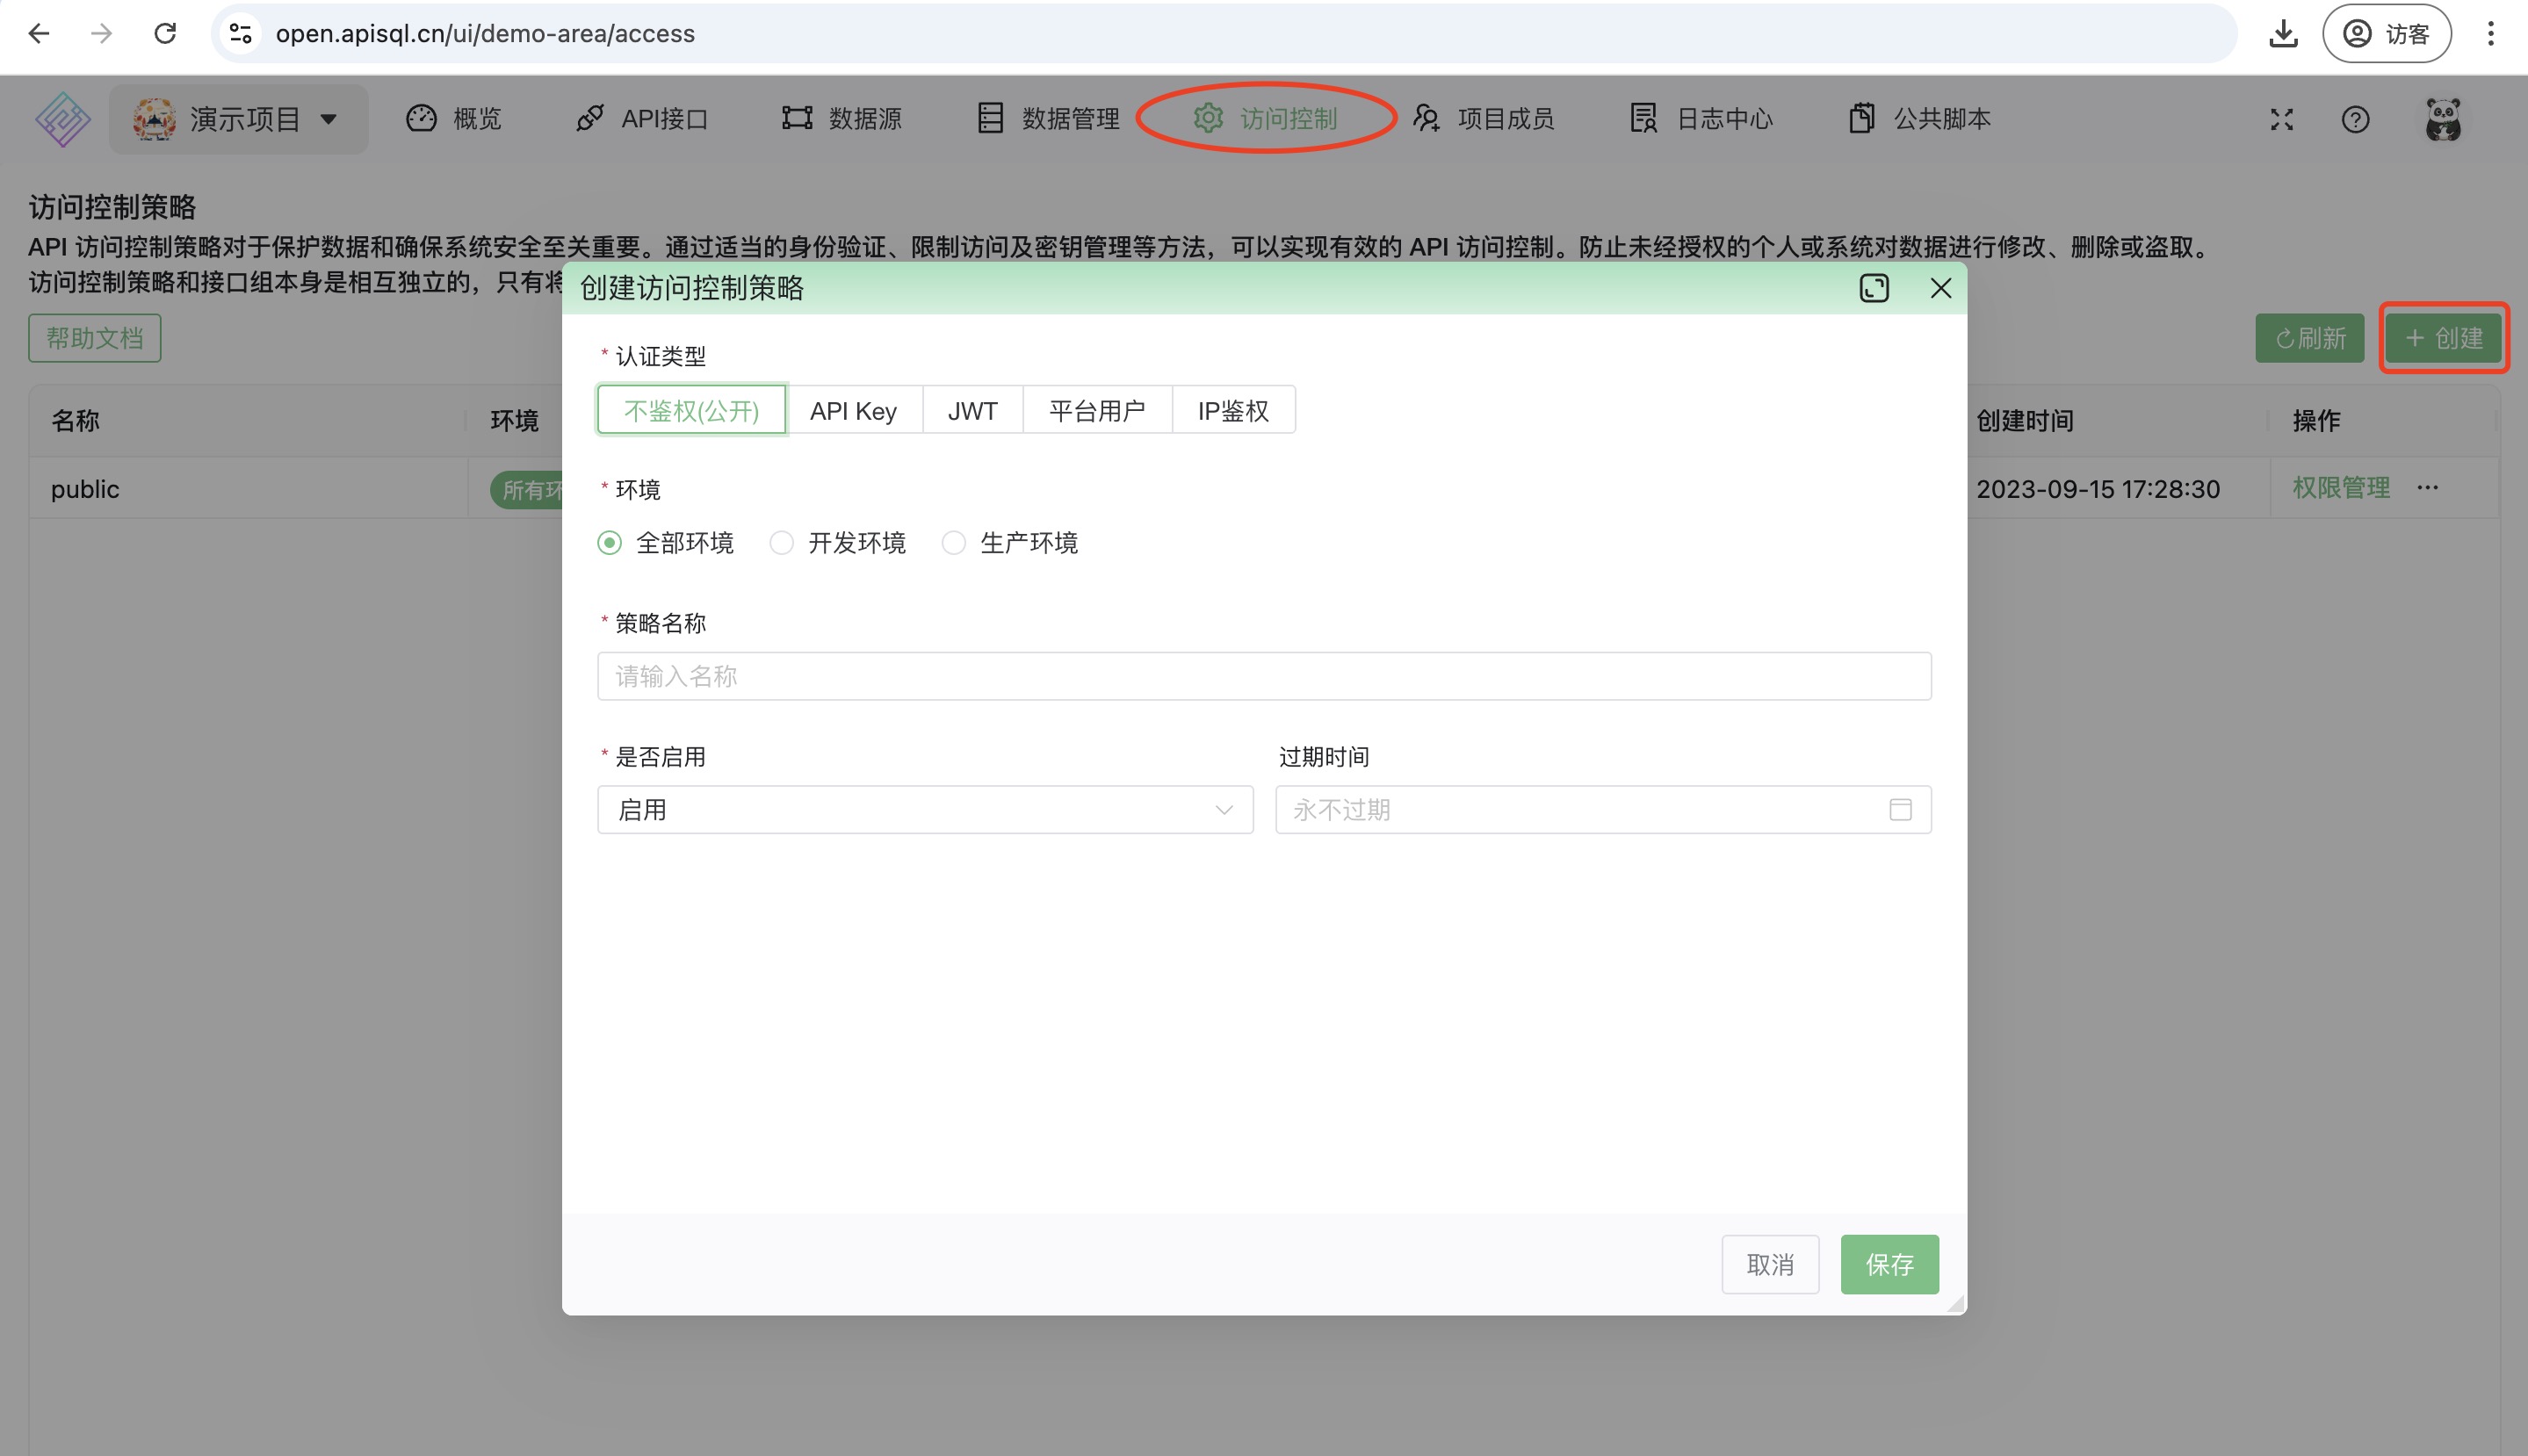 open.apisql.cn/ui/demo-area/access
访客
演示项目
概览
API接口
数据源
数据管理
访问控制
项目成员
日志中心
公共脚本
访问控制策略
API 访问控制策略对于保护数据和确保系统安全至关重要。通过适当的身份验证、限制访问及密钥管理等方法，可以实现有效的 API 访问控制。防止未经授权的个人或系统对数据进行修改、删除或盗取。
访问控制策略和接口组本身是相互独立的，只有将
帮助文档
刷新
创建
名称
环境
创建时间
操作
public
所有环
2023-09-15 17:28:30
权限管理
创建访问控制策略
* 认证类型
不鉴权(公开)
API Key
JWT
平台用户
IP鉴权
* 环境
全部环境
开发环境
生产环境
* 策略名称
请输入名称
* 是否启用
过期时间
启用
永不过期
取消
保存